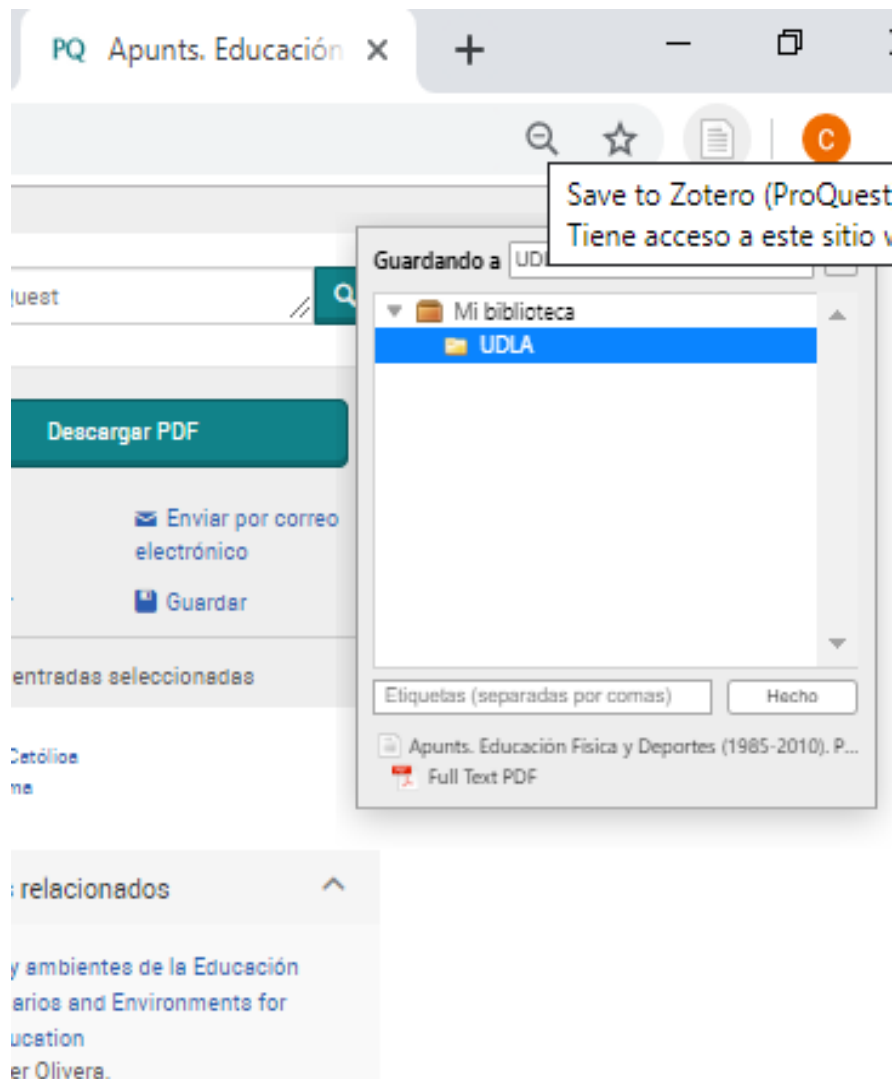 PQ Apunts. Educación
C
Save to Zotero (ProQuest
Tiene acceso a este sitio
Guardando a UDL
uest
Mi biblioteca
UDLA
Descargar PDF
Enviar por correo
electrónico
Guardar
entradas seleccionadas
Etiquetas (separadas por comas)
Hecho
Apunts. Educación Física y Deportes (1985-2010). P...
Full Text PDF
Católica
ma
relacionados
y ambientes de la Educación
arios and Environments for
ucation
er Olivera.